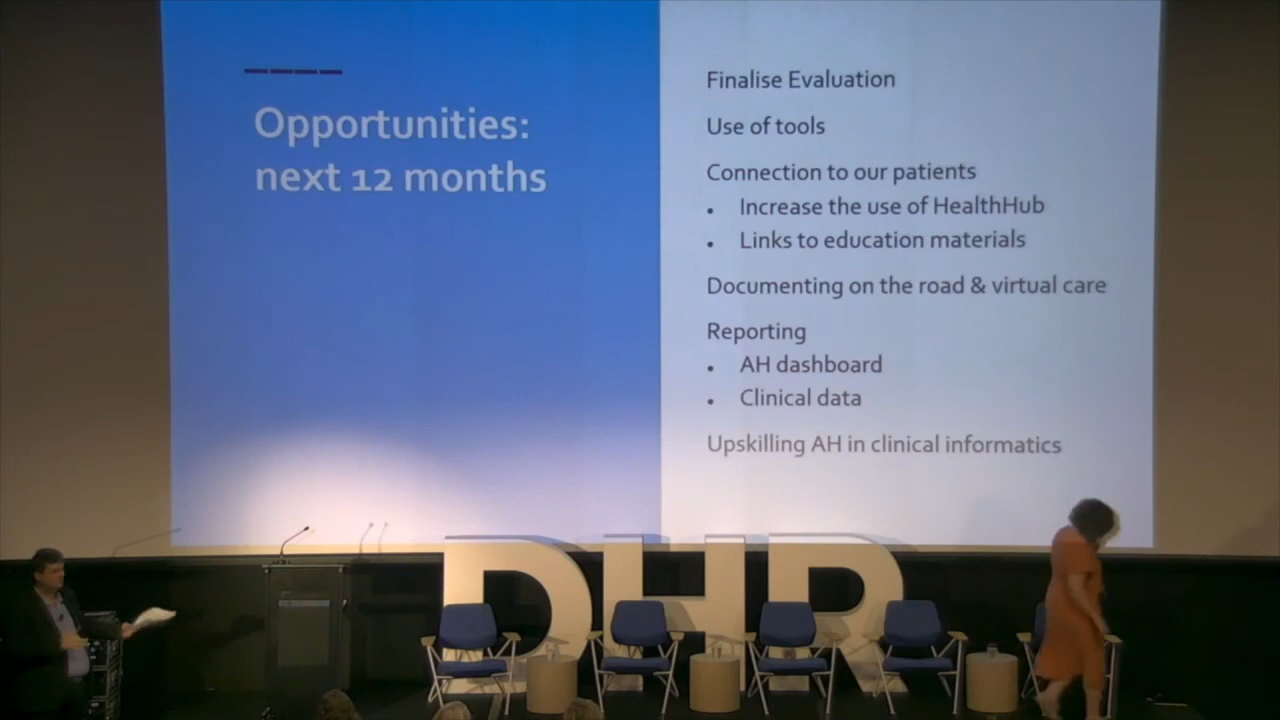 Opportunities:
next 12 months
Finalise Evaluation
Use of tools
Connection to our patients
• Increase the use of HealthHub
• Links to education materials
Documenting on the road & virtual care
Reporting
• AH dashboard
• Clinical data
Upskilling AH in clinical informatics
DHR